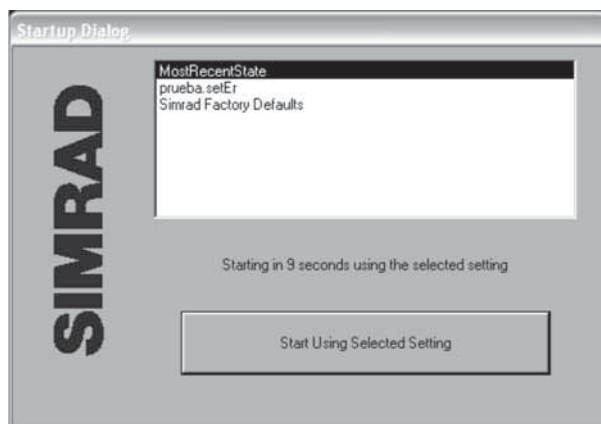 Startup Dialog
SIMRAD
MostRecentState
prueba.setEr
Simrad Factory Defaults
Starting in 9 seconds using the selected setting
Start Using Selected Setting